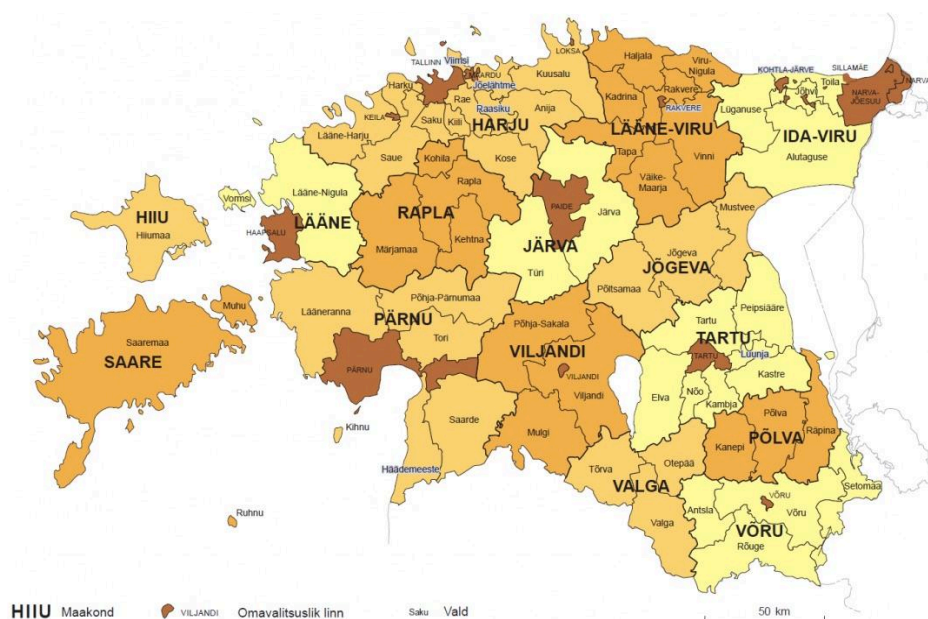 LOKSA
TALLINN Viimsi
MAARDU
Jõelähtme
Kuusalu
Haljala
Viru-
Nigula
KOHTLA-JÄRVE
SILLAMÄE
NARVA
NARVA-
JÕESUU
Toila
Jõhvi
Lüganuse
IDA-VIRU
Alutaguse
Harku
Rae
Raasiku
Anija
Kadrina
Rakvere
RAKVERE
KEILA
Saku
Kiili
HARJU
LÄÄNE-VIRU
Lääne-Harju
Saue
Kohila
Kose
Tapa
Vinni
Väike-
Maarja
Vormsi
Lääne-Nigula
LÄÄNE
HAAPSALU
Rapla
RAPLA
Märjamaa
Kehtna
PAIDE
Järva
JÄRVA
Türi
Mustvee
Jõgeva
JÕGEVA
Põltsamaa
HIIU
Hiiumaa
Muhu
Saaremaa
SAARE
Lääneranna
Põhja-Pärnumaa
PÄRNU
Tori
PÄRNU
Põhja-Sakala
VILJANDI
VILJANDI
Viljandi
Tartu
Peipsiääre
TARTU
TARTU
Luunja
Kastre
Elva
Nõo
Kambja
Kihnu
Saarde
Häädemeeste
Mulgi
Põlva
Räpina
PÕLVA
Kanepi
Tõrva
Otepää
VALGA
Valga
Setomaa
Antsla
VÕRU
Võru
VÕRU
Rõuge
Ruhnu
HIIU Maakond VILJANDI Omavalitsuslik linn Saku Vald 50 km